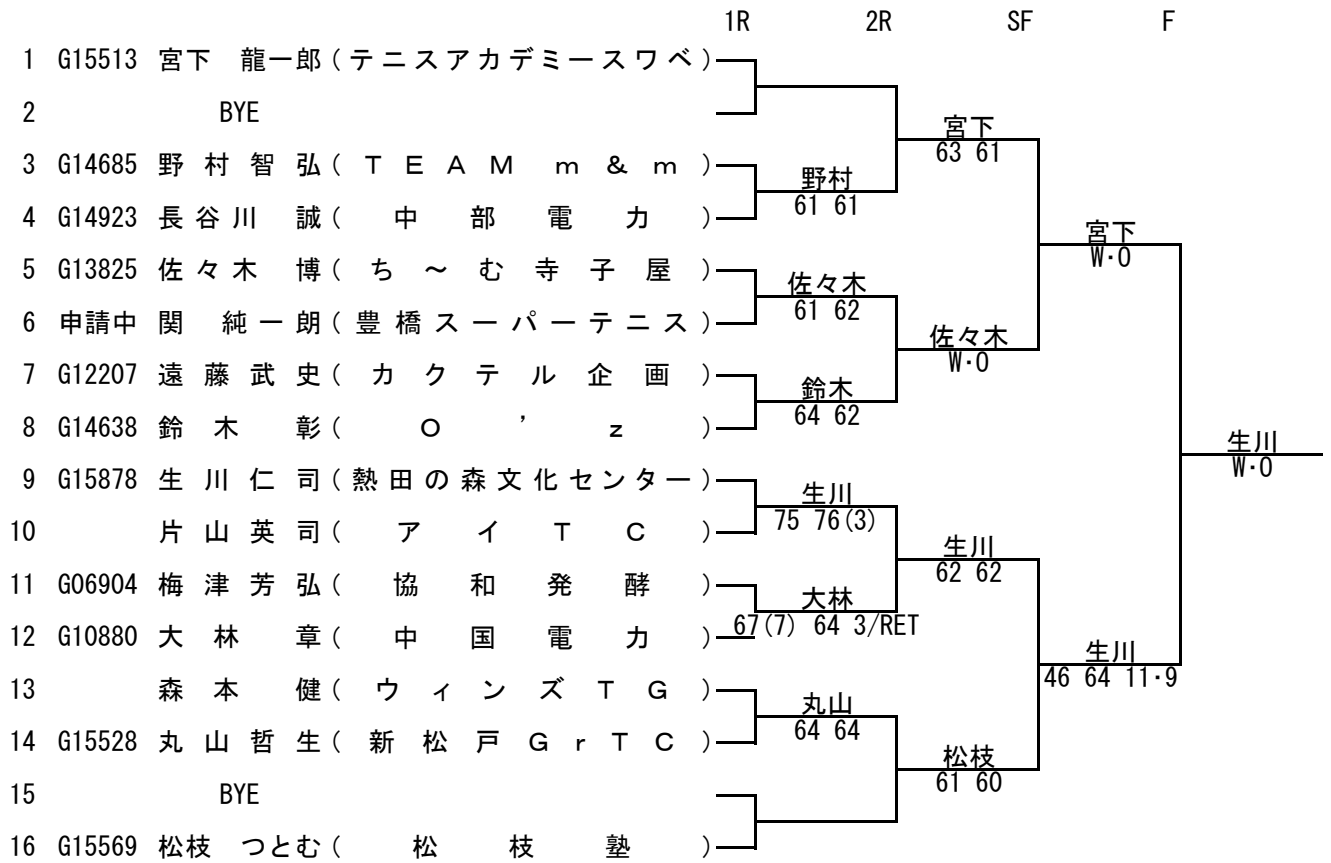 1R 2R SF F
1 G15513 宮下 龍一郎(テニスアカデミースワベ)
2 BYE
宮下
63 61
3 G14685 野村智弘(TEAM m&m)
野村
61 61
4 G14923 長谷川 誠(中部電力)
宮下
W・O
5 G13825 佐々木 博(ち～む寺子屋)
佐々木
61 62
6 申請中 関 純一朗(豊橋スーパーテニス)
佐々木
W・O
7 G12207 遠藤武史(カクテル企画)
鈴木
64 62
8 G14638 鈴木 彰(O'z)
生川
W・O
9 G15878 生川仁司(熱田の森文化センター)
生川
75 76(3)
10 片山英司(アイTC)
生川
62 62
11 G06904 梅津芳弘(協和発酵)
大林
67(7) 64 3/RET
12 G10880 大林 章(中国電力)
生川
46 64 11・9
13 森本 健(ウィンズTG)
丸山
64 64
14 G15528 丸山哲生(新松戸GrTC)
松枝
61 60
15 BYE
16 G15569 松枝 つとむ(松枝塾)